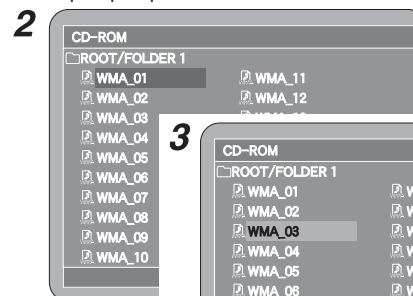 2
CD-ROM
ROOT/FOLDER 1
WMA_01 WMA_11
WMA_02 WMA_12
WMA_03
WMA_04
WMA_05
WMA_06
WMA_07
WMA_08
WMA_09
WMA_10
3
CD-ROM
ROOT/FOLDER 1
WMA_01
WMA_02
WMA_03
WMA_04
WMA_05
WMA_06